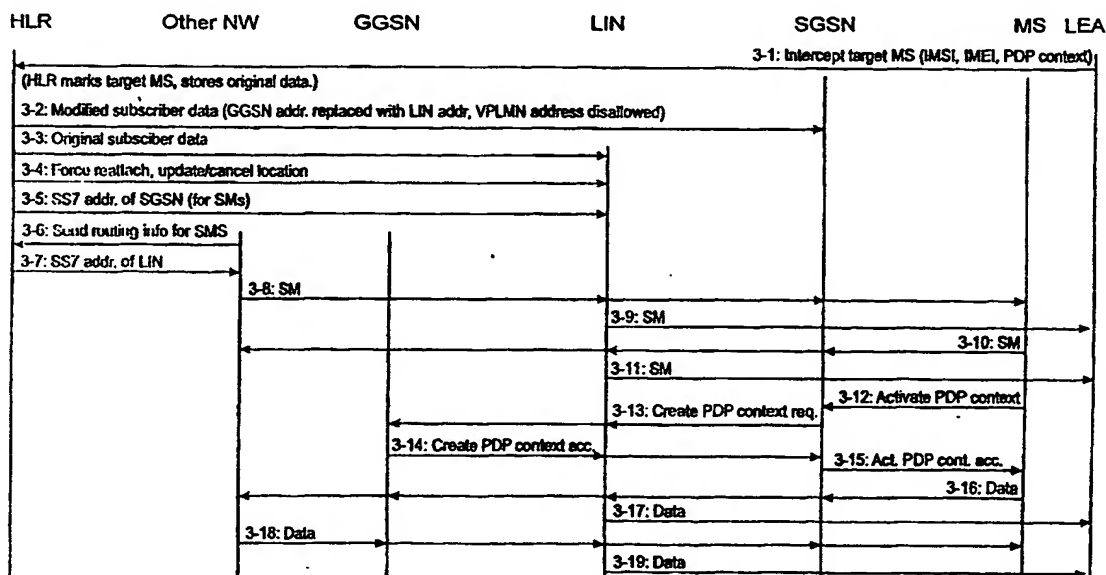 HLR Other NW GGSN LIN SGSN MS LEA
3-1: Intercept target MS (IMSI, IMEI, PDP context)
(HLR marks target MS, stores original data.)
3-2: Modified subscriber data (GGSN addr. replaced with LIN addr, VPLMN address disallowed)
3-3: Original subsciber data
3-4: Force reattach, update/cancel location
3-5: SS7 addr. of SGSN (for SMs)
3-6: Send routing info for SMS
3-7: SS7 addr. of LIN
3-8: SM
3-9: SM
3-10: SM
3-11: SM
3-12: Activate PDP context
3-13: Create PDP context req.
3-14: Create PDP context acc.
3-15: Act. PDP cont. acc.
3-16: Data
3-17: Data
3-18: Data
3-19: Data